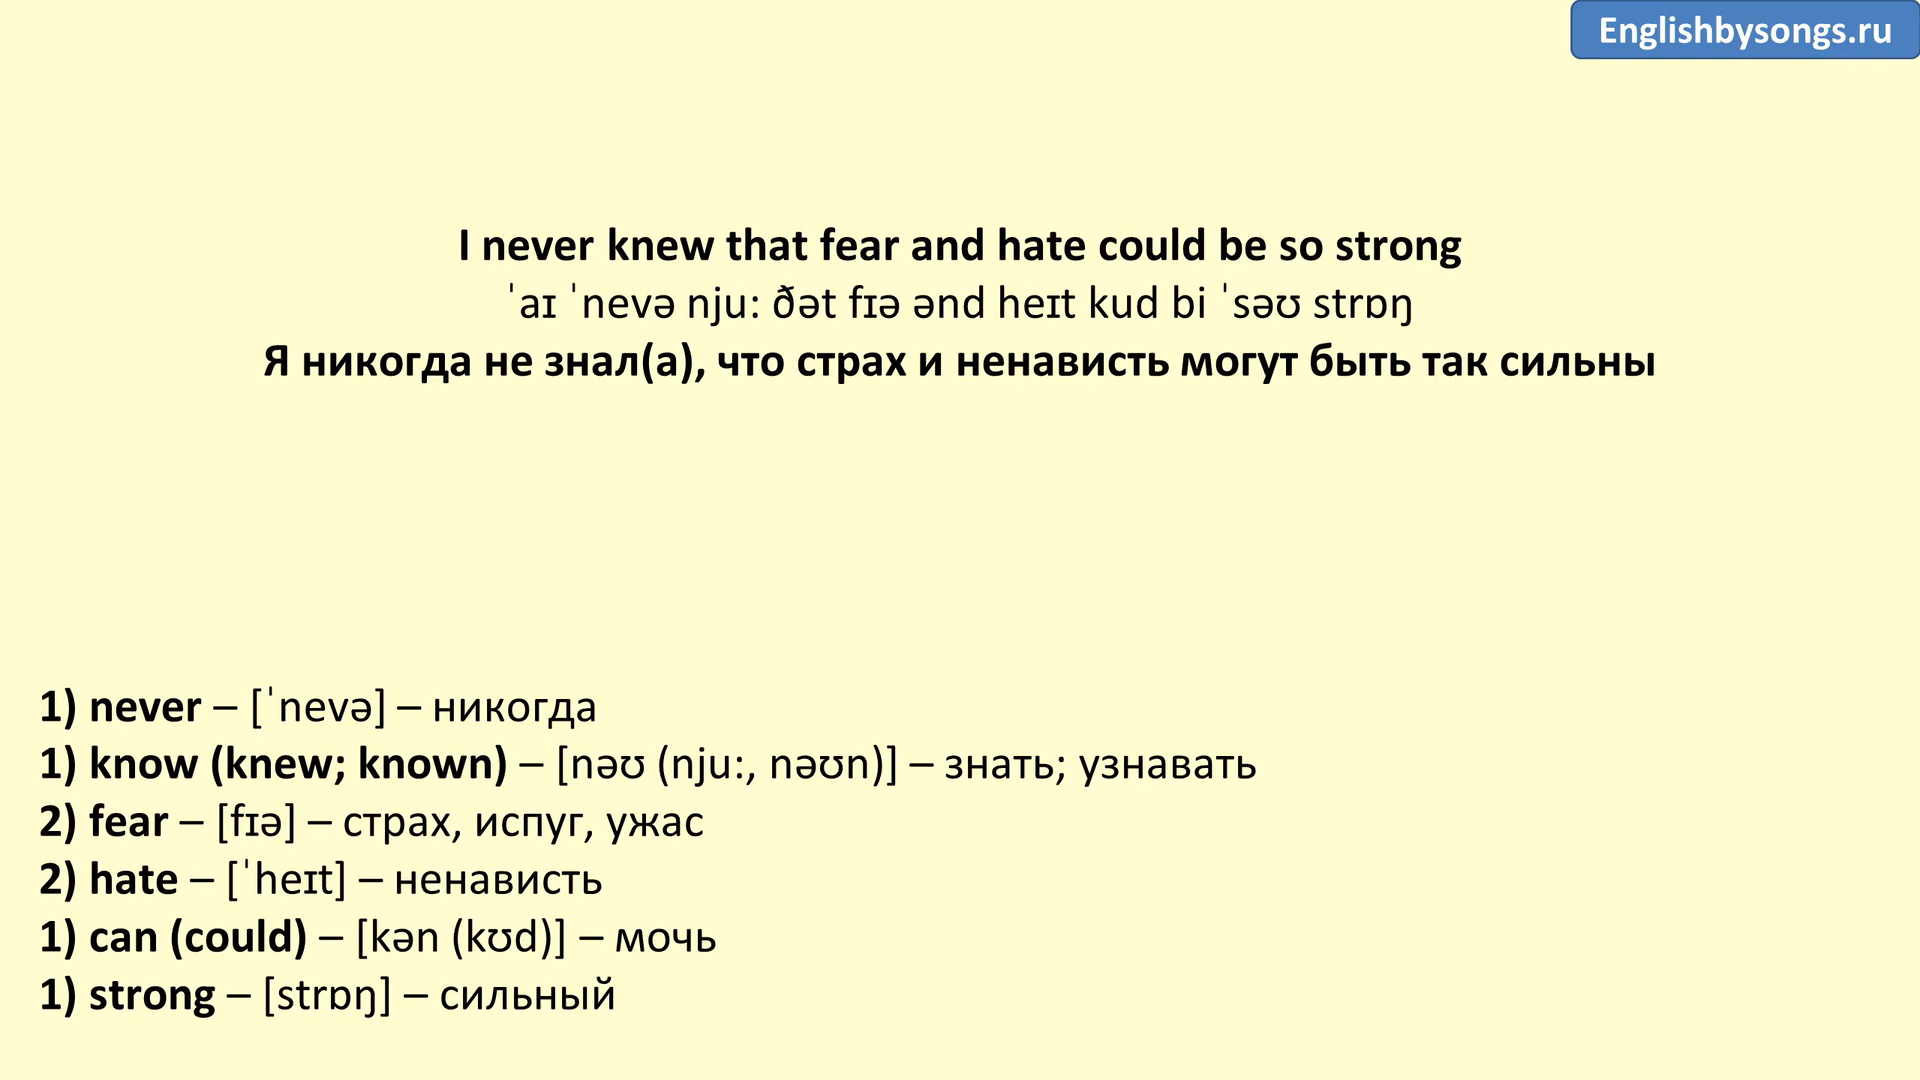 Englishbysongs.ru
I never knew that fear and hate could be so strong
ˈaɪ ˈnevə nju: ðət fɪə ənd heɪt kud bi ˈsəʊ strɒŋ
Я никогда не знал(а), что страх и ненависть могут быть так сильны
1) never – [ˈnevə] – никогда
1) know (knew; known) – [nəʊ (nju:, nəʊn)] – знать; узнавать
2) fear – [fɪə] – страх, испуг, ужас
2) hate – [ˈheɪt] – ненависть
1) can (could) – [kən (kʊd)] – мочь
1) strong – [strɒŋ] – сильный